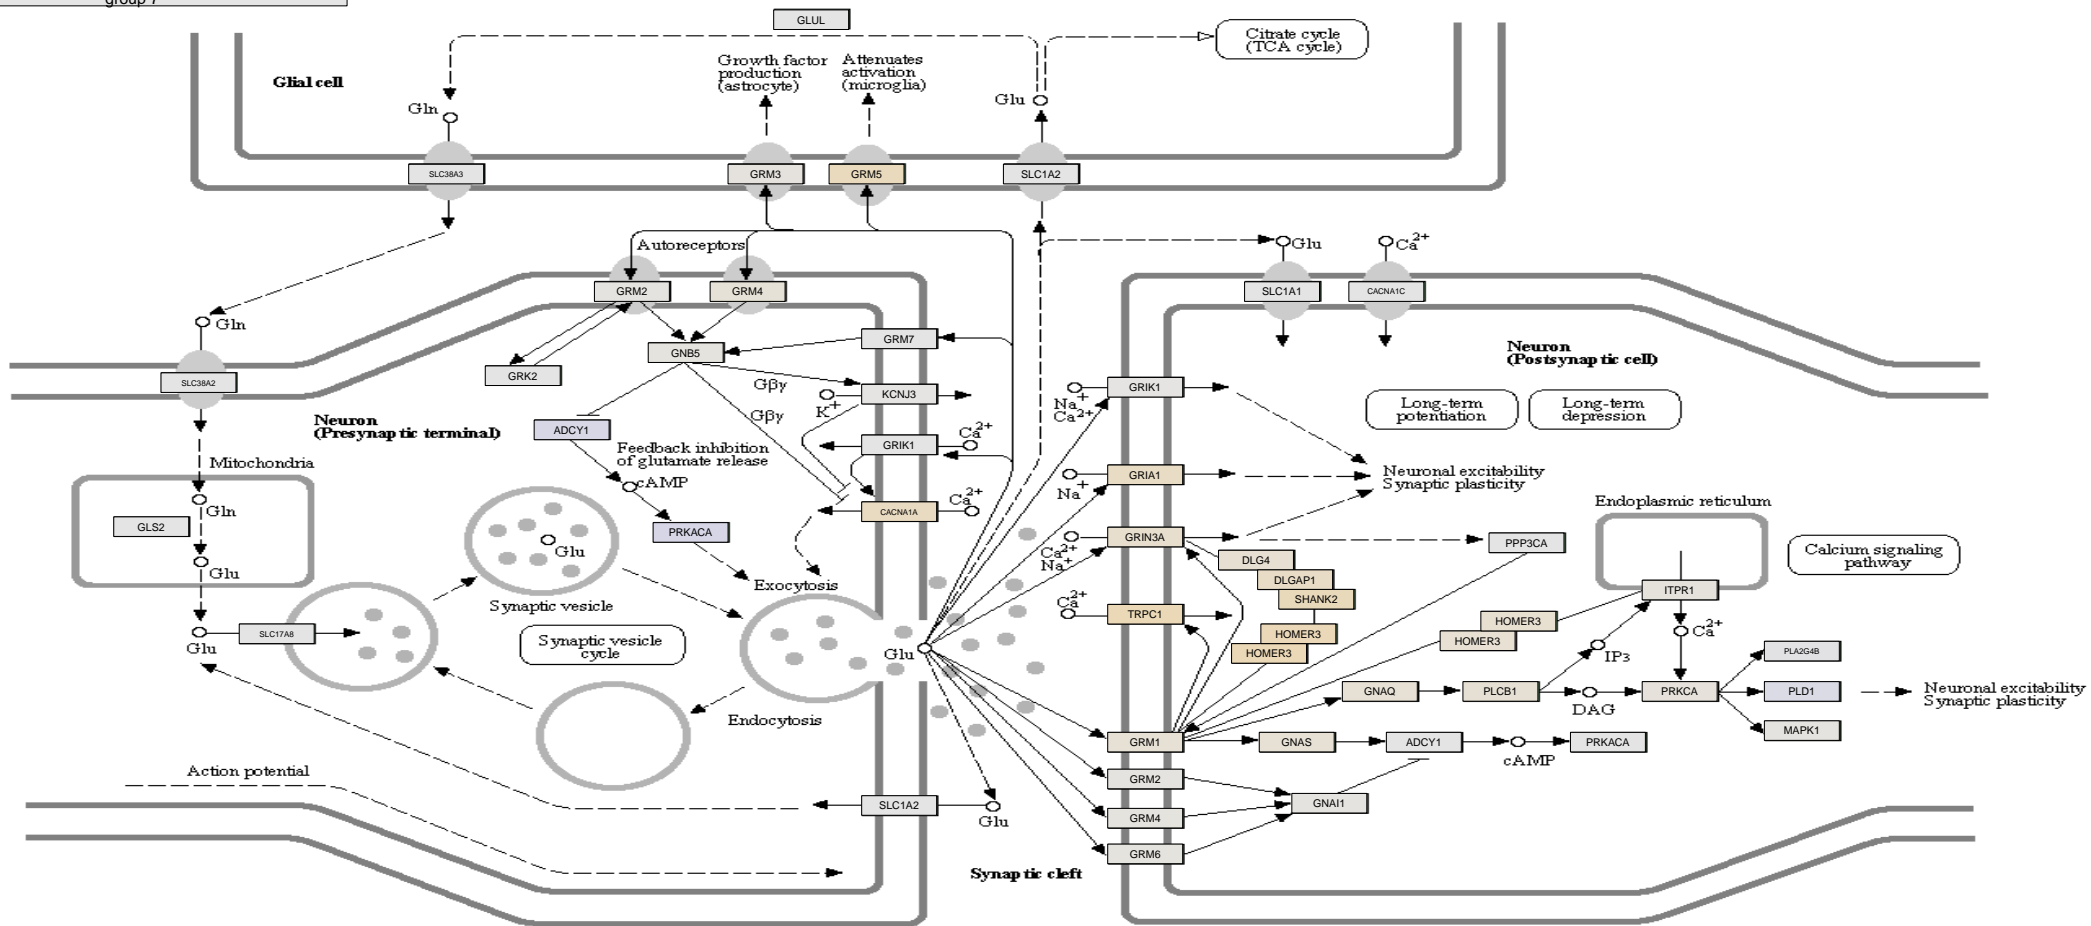 group 7
GLUL
Citrate cycle
(TCA cycle)
Glial cell
Growth factor
production
(astrocyte)
Attenuates
activation
(microglia)
Gln
Glu
SLC38A3
GRM3
GRM5
SLC1A2
Autoreceptors
Glu
Ca2+
GRM2
GRM4
SLC1A1
CACNA1C
Gln
GRM7
GNB5
Neuron
(Postsynaptic cell)
GRK2
SLC38A2
Gβγ
KCNJ3
K+
GRIK1
Na+
Ca2+
Long-term
potentiation
Long-term
depression
Neuron
(Presynaptic terminal)
Gβγ
ADCY1
GRIK1
Ca2+
Feedback inhibition
of glutamate release
Mitochondria
cAMP
GRIA1
Na+
Neuronal excitability
Synaptic plasticity
Gln
Ca2+
CACNA1A
Endoplasmic reticulum
GLS2
PRKACA
Glu
GRIN3A
Ca2+
Na+
PPP3CA
Calcium signaling
pathway
Glu
Exocytosis
DLG4
DLGAP1
SHANK2
ITPR1
Synaptic vesicle
Ca2+
TRPC1
HOMER3
HOMER3
HOMER3
HOMER3
Ca2+
SLC17A8
Glu
Synaptic vesicle
cycle
Glu
IP3
PLA2G4B
GNAQ
PLCB1
DAG
PRKCA
PLD1
Neuronal excitability
Synaptic plasticity
Endocytosis
MAPK1
GRM1
GNAS
ADCY1
cAMP
PRKACA
Action potential
GRM2
SLC1A2
Glu
GNAI1
GRM4
GRM6
Synaptic cleft